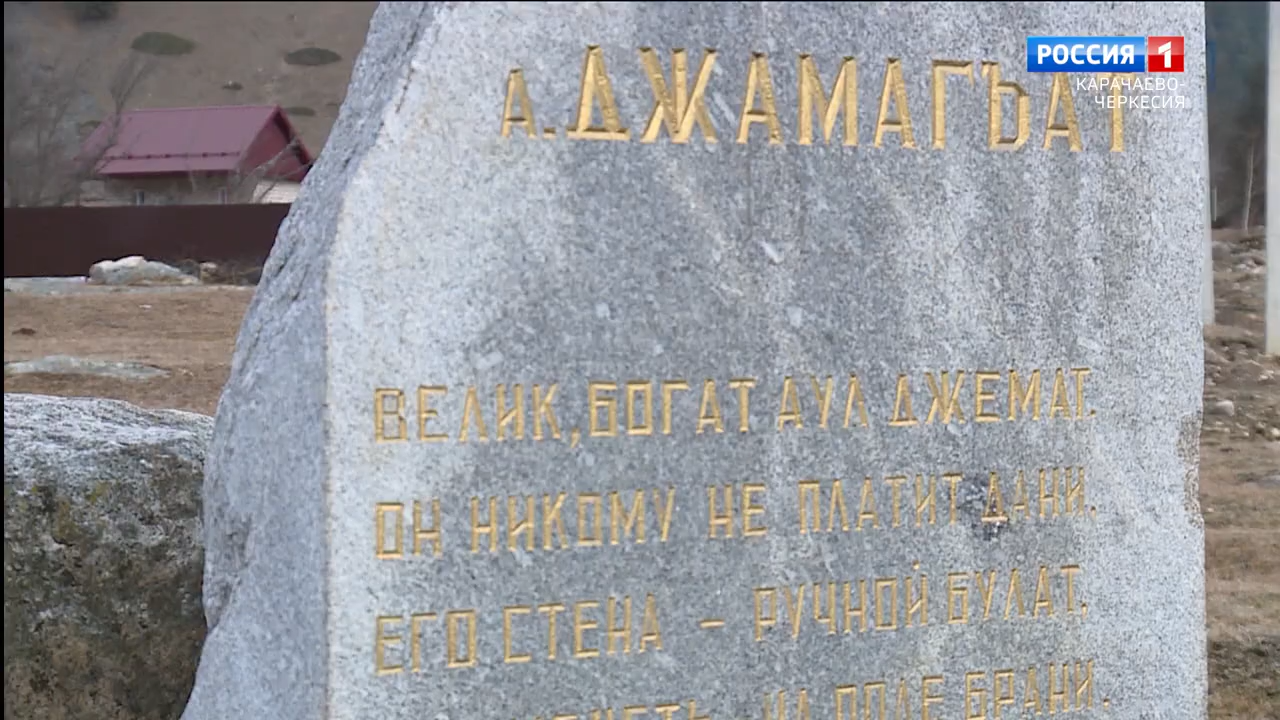 РОССИЯ 1
КАРАЧАЕВО-
ЧЕРКЕСИЯ
А. ДЖАМАГЪАТ
ВЕЛИК, БОГАТ АУЛ ДЖЕМАТ.
ОН НИКОМУ НЕ ПЛАТИТ ДАНИ.
ЕГО СТЕНА – РУЧНОЙ БУЛАТ,
НА ПОЛЕ БРАНИ.